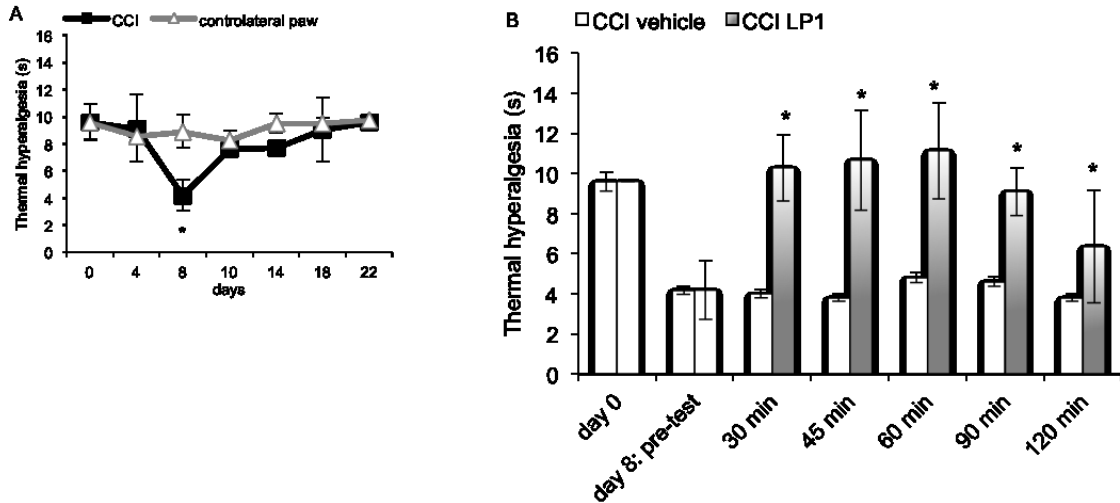 A
CCI controlateral paw
Thermal hyperalgesia (s)
16
14
12
10
8
6
4
2
0
*
0 4 8 10 14 18 22
days
B
CCI vehicle CCI LP1
Thermal hyperalgesia (s)
16
14
12
10
8
6
4
2
0
* * * * *
day 0 day 8: pre-test 30 min 45 min 60 min 90 min 120 min